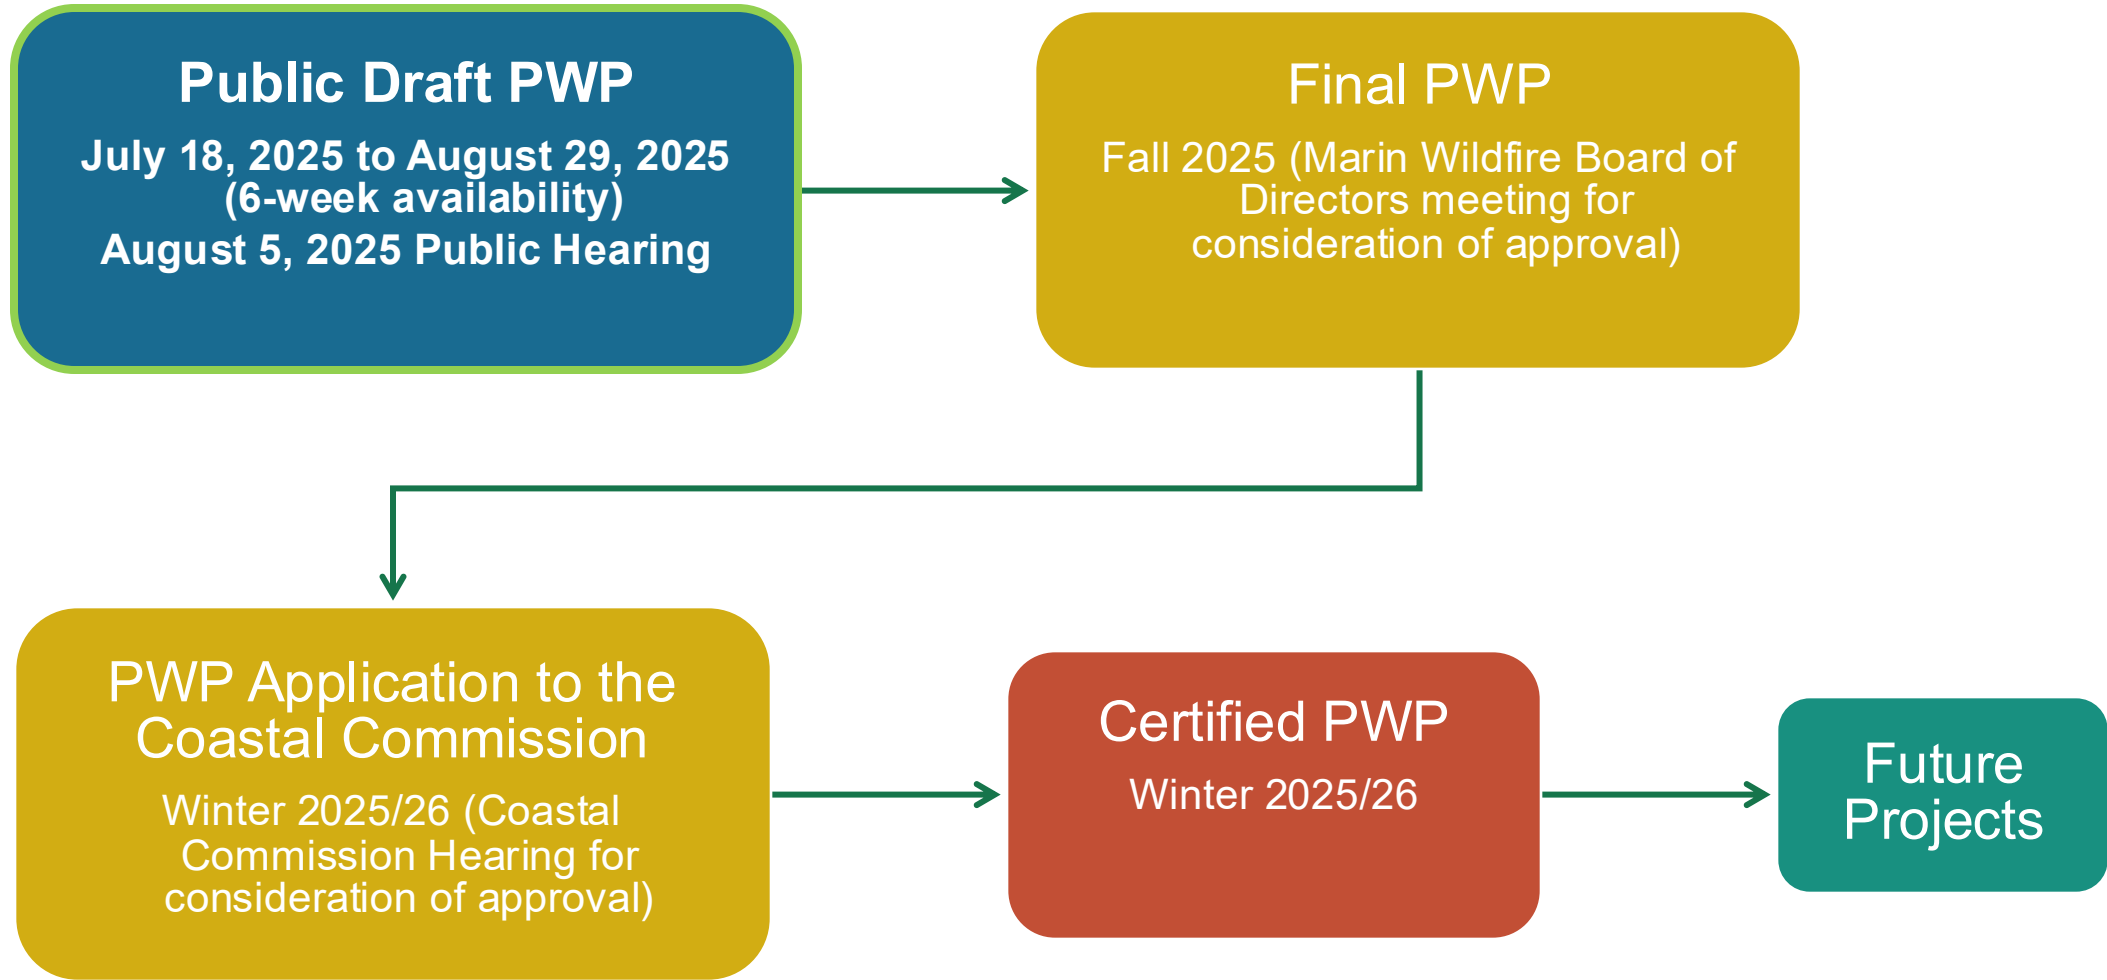 Public Draft PWP
July 18, 2025 to August 29, 2025
(6-week availability)
August 5, 2025 Public Hearing
Final PWP
Fall 2025 (Marin Wildfire Board of
Directors meeting for
consideration of approval)
PWP Application to the
Coastal Commission
Winter 2025/26 (Coastal
Commission Hearing for
consideration of approval)
Certified PWP
Winter 2025/26
Future
Projects